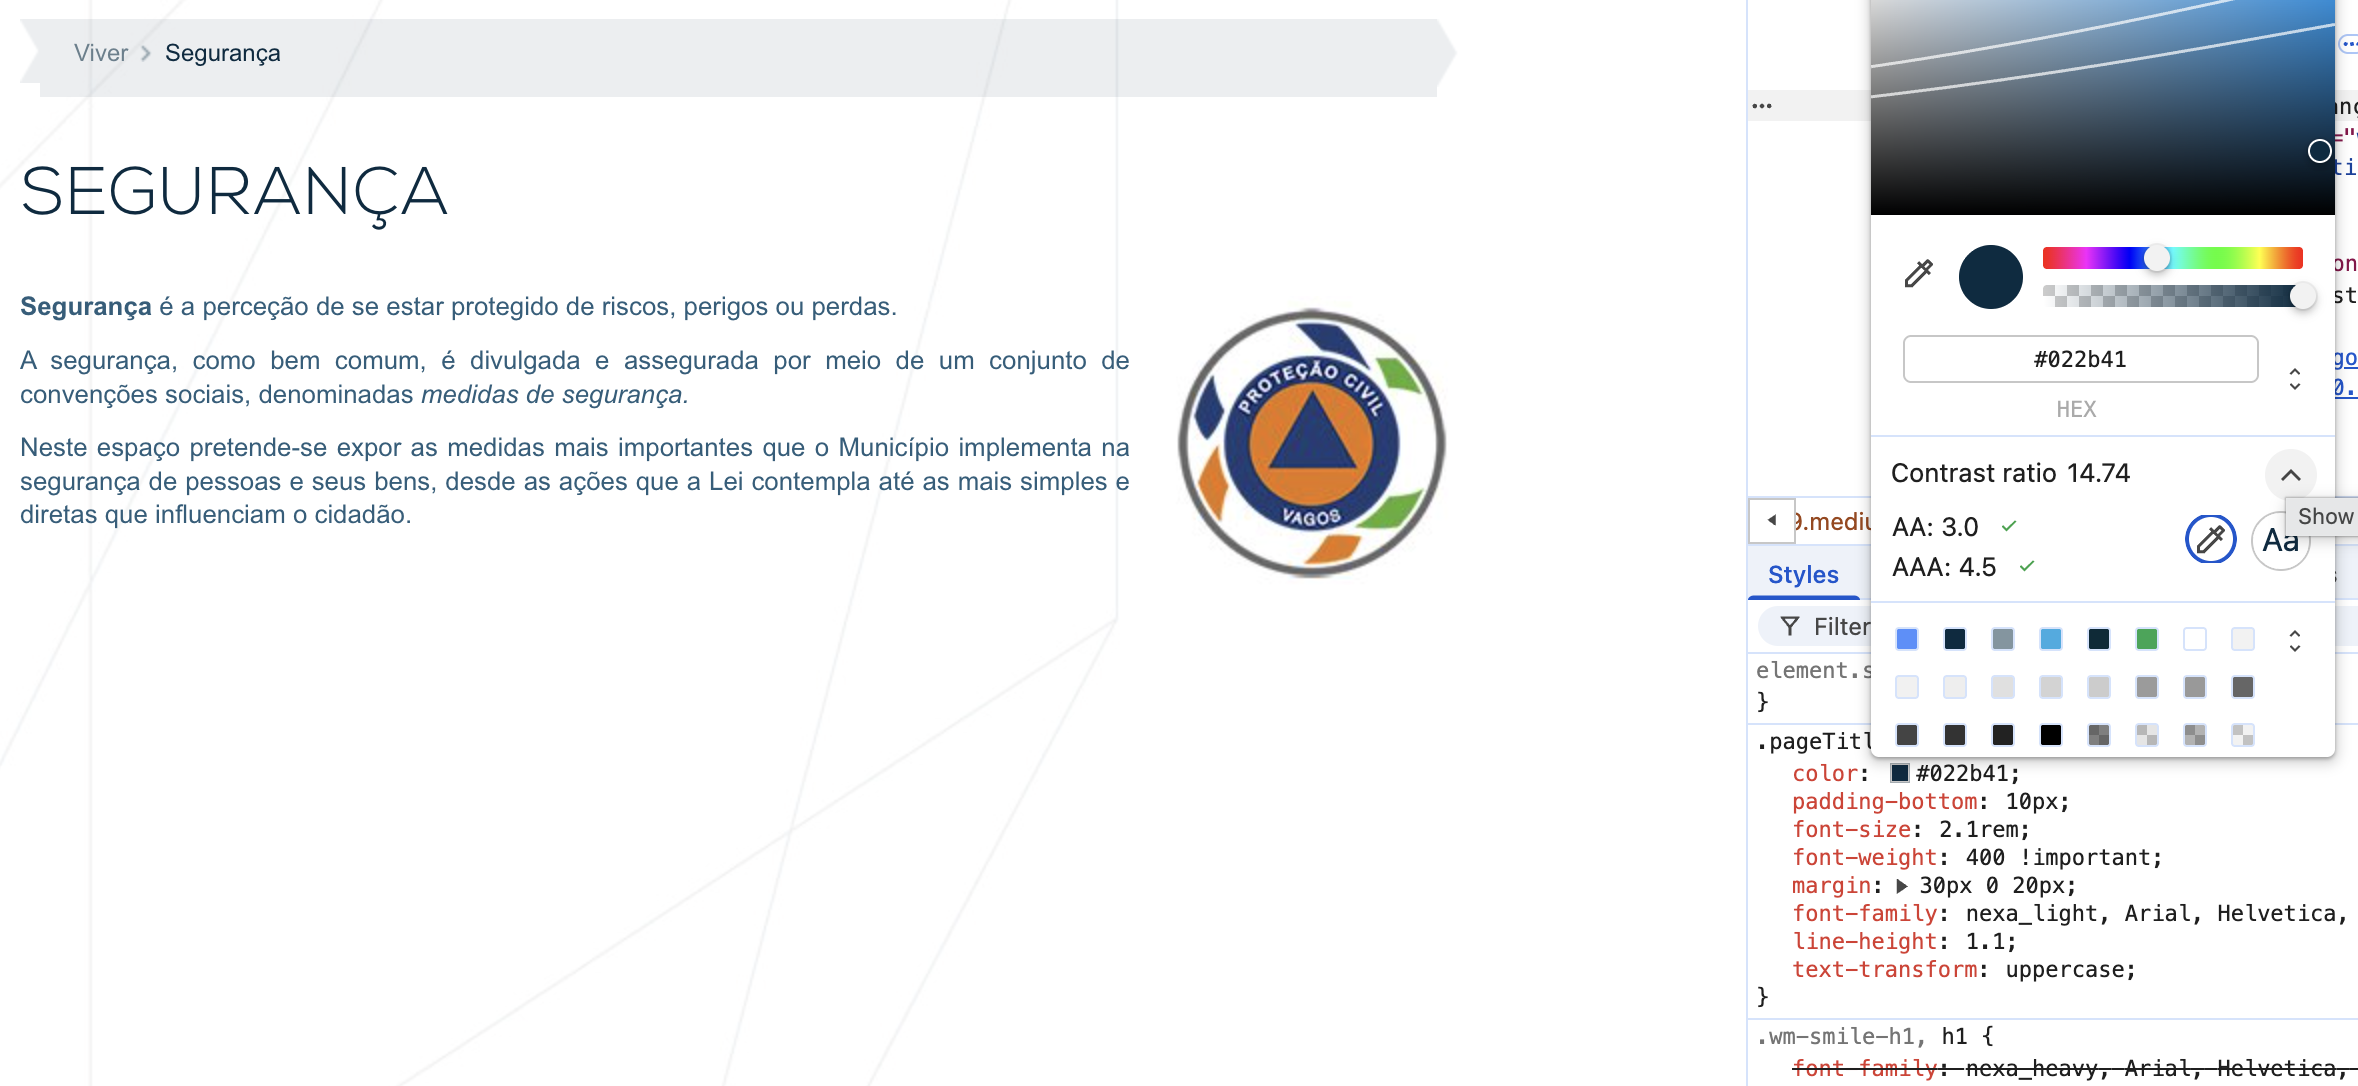 Viver > Segurança
SEGURANÇA
Segurança é a perceção de se estar protegido de riscos, perigos ou perdas.
A segurança, como bem comum, é divulgada e assegurada por meio de um conjunto de
convenções sociais, denominadas medidas de segurança.
Neste espaço pretende-se expor as medidas mais importantes que o Município implementa na
segurança de pessoas e seus bens, desde as ações que a Lei contempla até as mais simples e
diretas que influenciam o cidadão.
PROTEÇÃO CIVIL
VAGOS
#022b41
HEX
Contrast ratio 14.74
AA: 3.0
AAA: 4.5
Show
Aa
Styles
Filter
element.s
}
.pageTitl
color: #022b41;
padding-bottom: 10px;
font-size: 2.1rem;
font-weight: 400 !important;
margin: 30px 0 20px;
font-family: nexa_light, Arial, Helvetica,
line-height: 1.1;
text-transform: uppercase;
}
.wm-smile-h1, h1 {
font-family: nexa_heavy, Arial, Helvetica,